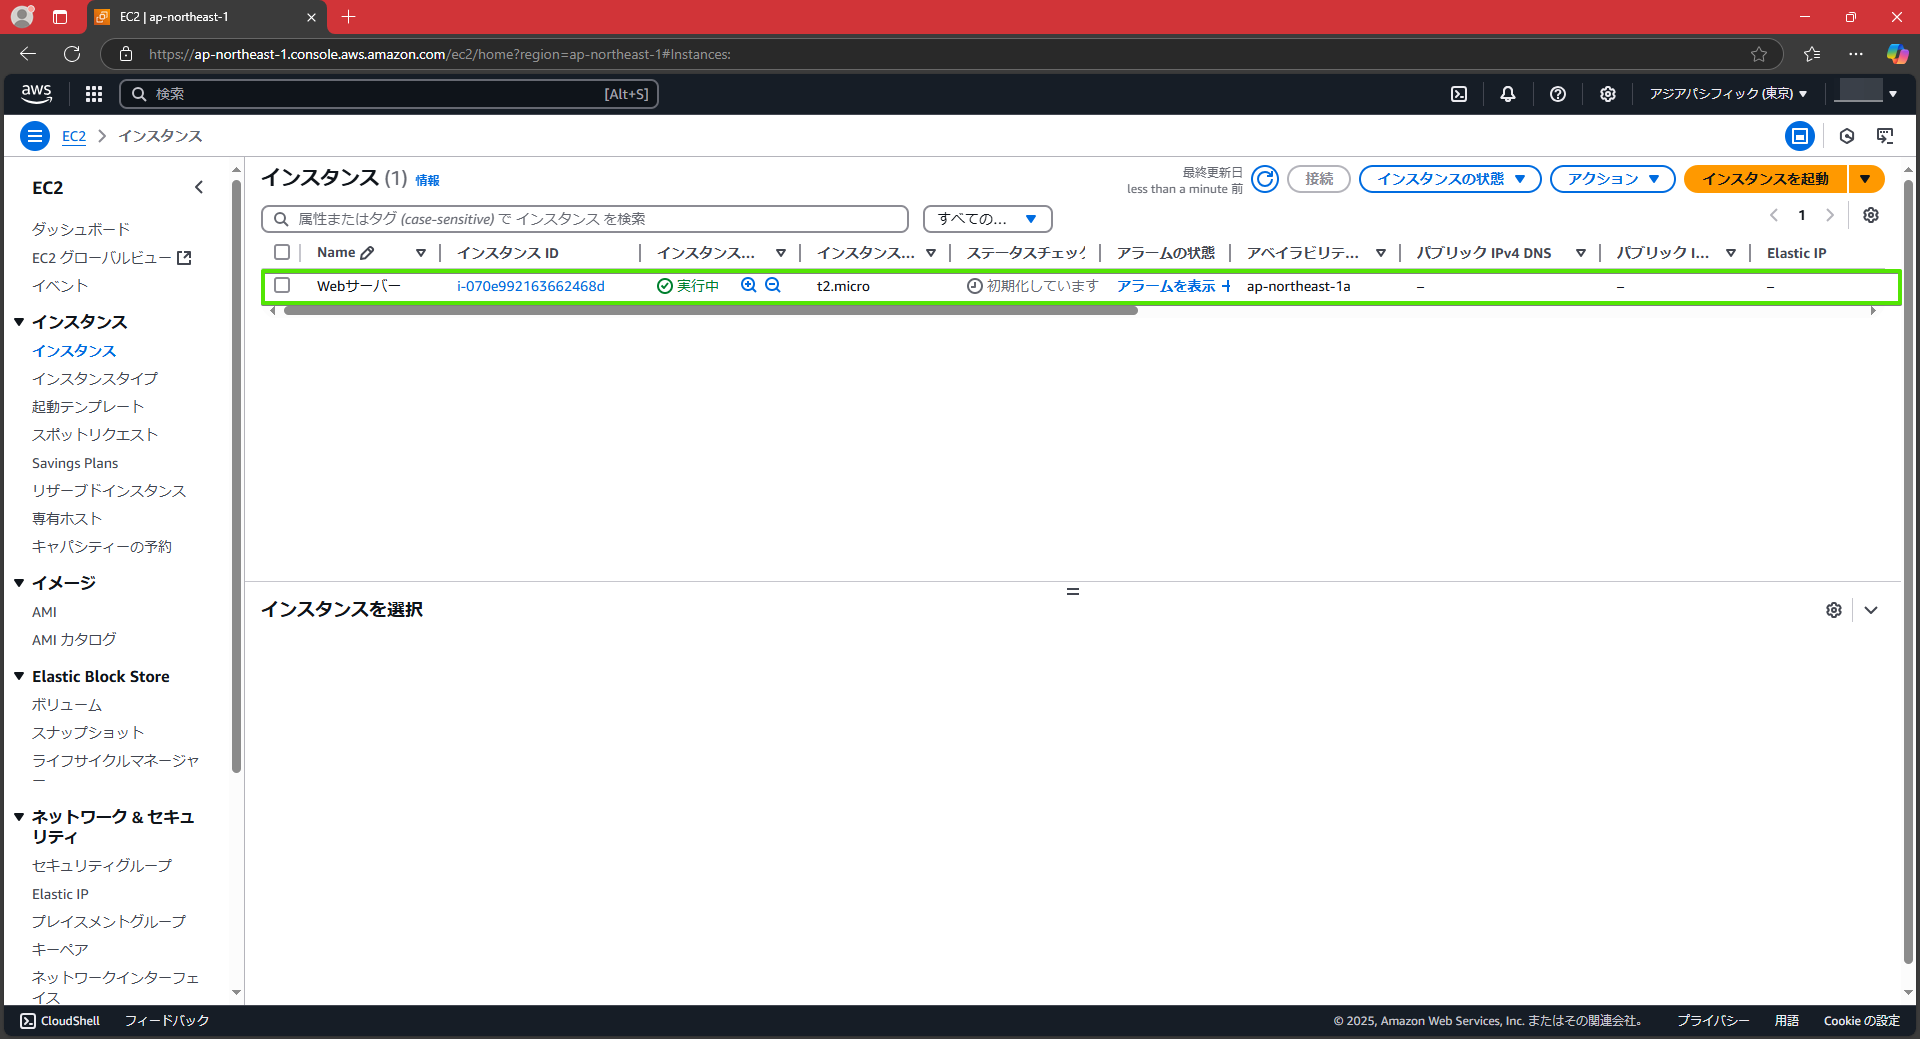 EC2 | ap-northeast-1
https://ap-northeast-1.console.aws.amazon.com/ec2/home?region=ap-northeast-1#Instances:
aws
検索
[Alt+S]
アジアパシフィック (東京)
EC2
インスタンス
EC2
ダッシュボード
EC2 グローバルビュー
イベント
インスタンス
インスタンス
インスタンスタイプ
起動テンプレート
スポットリクエスト
Savings Plans
リザーブドインスタンス
専有ホスト
キャパシティーの予約
イメージ
AMI
AMI カタログ
Elastic Block Store
ボリューム
スナップショット
ライフサイクルマネージャ
ー
ネットワーク & セキュ
リティ
セキュリティグループ
Elastic IP
プレイスメントグループ
キーペア
ネットワークインターフェ
イス
インスタンス (1) 情報
最終更新日
less than a minute 前
接続
インスタンスの状態
アクション
インスタンスを起動
属性またはタグ (case-sensitive) で インスタンス を検索
すべての...
1
Name インスタンス ID インスタンス... インスタンス... ステータスチェック アラームの状態 アベイラビリテ... パブリック IPv4 DNS パブリック I... Elastic IP
Webサーバー i-070e992163662468d 実行中 t2.micro 初期化しています アラームを表示 + ap-northeast-1a – – –
インスタンスを選択
CloudShell フィードバック © 2025, Amazon Web Services, Inc. またはその関連会社。 プライバシー 用語 Cookie の設定